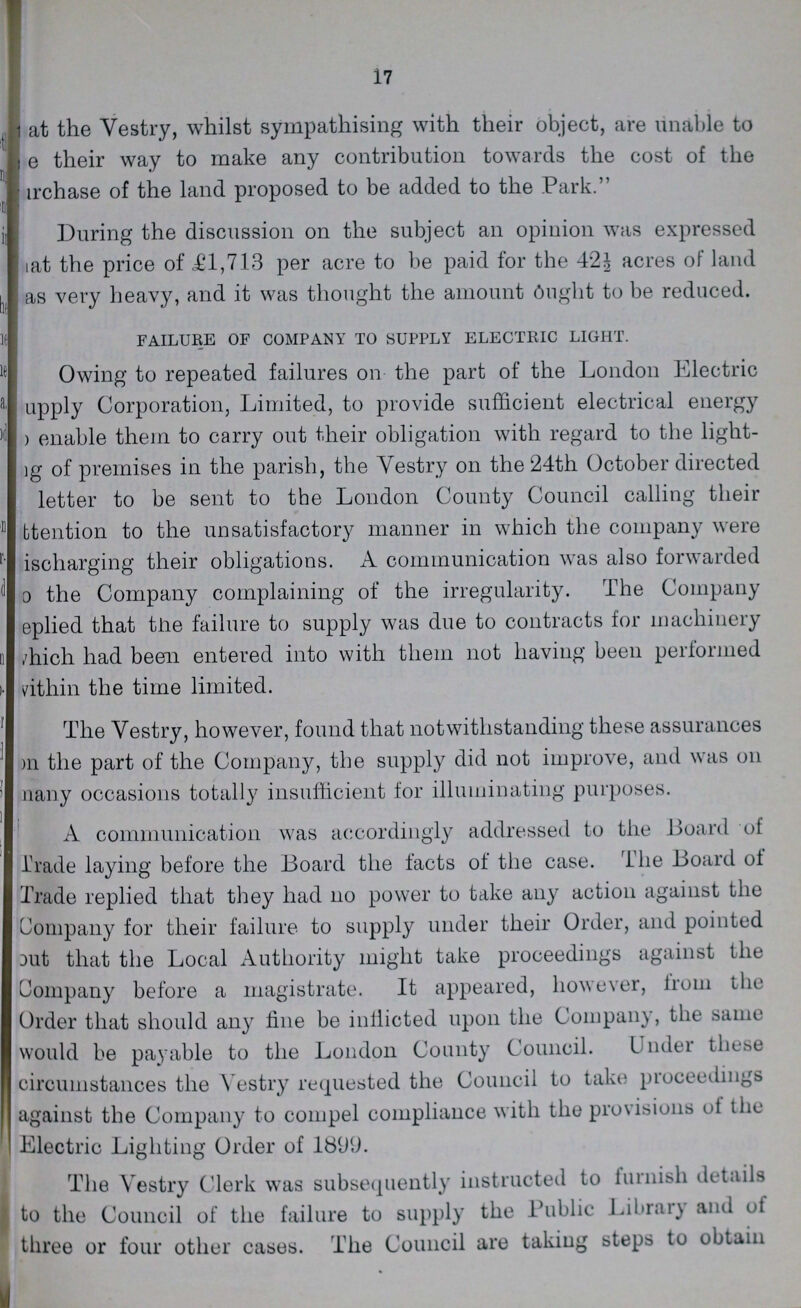 17
at the Vestry, whilst sympathising with their object, are unable to
e their way to make any contribution towards the cost of the
irchase of the land proposed to be added to the Park."
During the discussion on the subject an opinion was expressed
at the price of £1,713 per acre to be paid for the 42½ acres of land
as very heavy, and it was thought the amount ought to be reduced.
FAILURE OF COMPANY TO SUPPLY ELECTRIC LIGHT.
Owing to repeated failures on the part of the London Electric
upply Corporation, Limited, to provide sufficient electrical energy
enable them to carry out their obligation with regard to the light-
g of premises in the parish, the Vestry on the 24th October directed
letter to be sent to the London County Council calling their
ttention to the unsatisfactory manner in which the company were
ischarging their obligations. A communication was also forwarded
o the Company complaining of the irregularity. The Company
eplied that the failure to supply was due to contracts for machinery
which had been entered into with them not having been performed
within the time limited.
The Vestry, however, found that notwithstanding these assurances
on the part of the Company, the supply did not improve, and was on
many occasions totally insufficient for illuminating purposes.
A communication was accordingly addressed to the Board of
Trade laying before the Board the facts of the case. The Board of
Trade replied that they had no power to take any action against the
Company for their failure to supply under their Order, and pointed
out that the Local Authority might take proceedings against the
Company before a magistrate. It appeared, however, from the
Order that should any fine be inflicted upon the Company, the same
would be payable to the London County Council. Under these
circumstances the Vestry requested the Council to take proceedings
against the Company to compel compliance with the provisions of the
Electric Lighting Order of 1899.
The Vestry Clerk was subsequently instructed to furnish details
to the Council of the failure to supply the Public Library and of
three or four other cases. The Council are taking steps to obtain